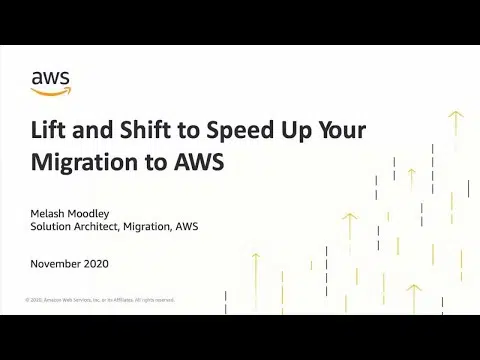 aws
Lift and Shift to Speed Up Your
Migration to AWS
Melash Moodley
Solution Architect, Migration, AWS
November 2020
© 2020, Amazon Web Services, Inc. or its Affiliates. All rights reserved.